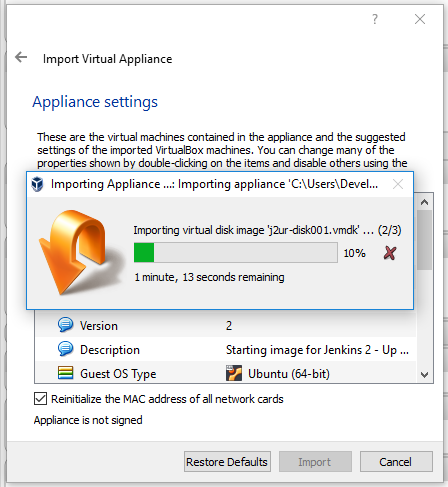 ?
Import Virtual Appliance
Appliance settings
These are the virtual machines contained in the appliance and the suggested
settings of the imported VirtualBox machines. You can change many of the
properties shown by double-clicking on the items and disable others using the
Importing Appliance ...: Importing appliance 'C:\Users\Devel...
Importing virtual disk image 'j2ur-disk001.vmdk' ... (2/3)
10%
1 minute, 13 seconds remaining
Version 2
Description Starting image for Jenkins 2 - Up ...
Guest OS Type Ubuntu (64-bit)
Reinitialize the MAC address of all network cards
Appliance is not signed
Restore Defaults Import Cancel